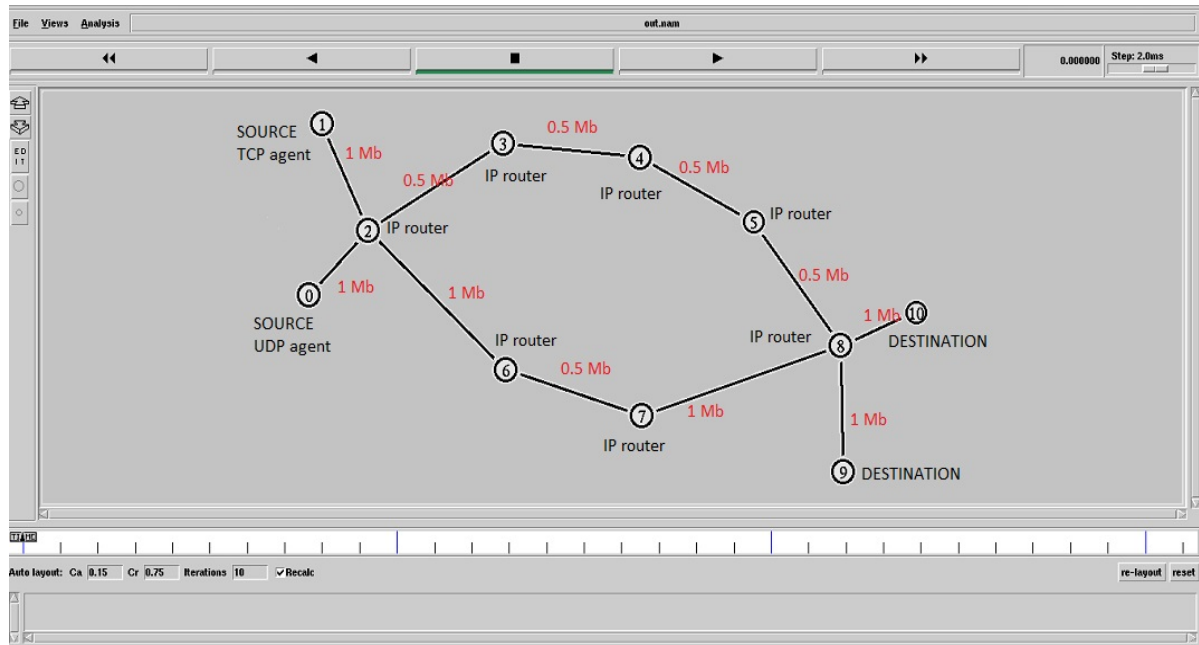 File Views Analysis out.nam
0.000000 Step: 2.0ms
ED
IT
1
SOURCE
TCP agent
1 Mb
3
0.5 Mb
4
IP router
0.5 Mb
0.5 Mb
IP router
2 IP router
5 IP router
0 1 Mb
SOURCE
UDP agent
1 Mb
0.5 Mb
IP router
6
0.5 Mb
7
IP router
1 Mb
IP router
8
1 Mb 10
DESTINATION
1 Mb
9 DESTINATION
TIME
Auto layout: Ca 0.15 Cr 0.75 Iterations 10 Recalc re-layout reset